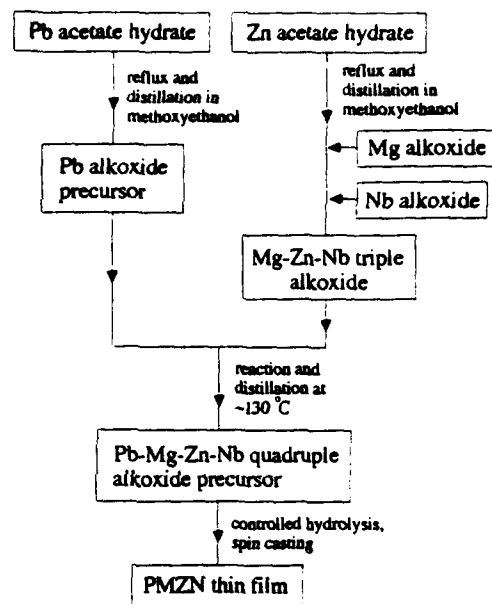 Pb acetate hydrate
Zn acetate hydrate
reflux and
distillation in
methoxyethanol
reflux and
distillation in
methoxyethanol
Mg alkoxide
Pb alkoxide
precursor
Nb alkoxide
Mg-Zn-Nb triple
alkoxide
reaction and
distillation at
~130 °C
Pb-Mg-Zn-Nb quadruple
alkoxide precursor
controlled hydrolysis,
spin casting
PMZN thin film